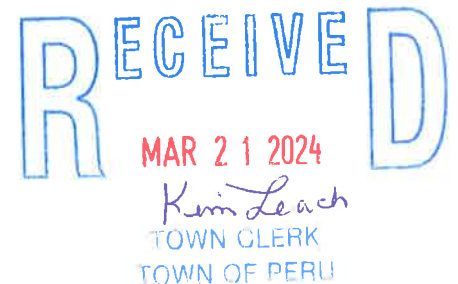 RECEIVED
MAR 21 2024
Kim Leach
TOWN CLERK
TOWN OF PERU